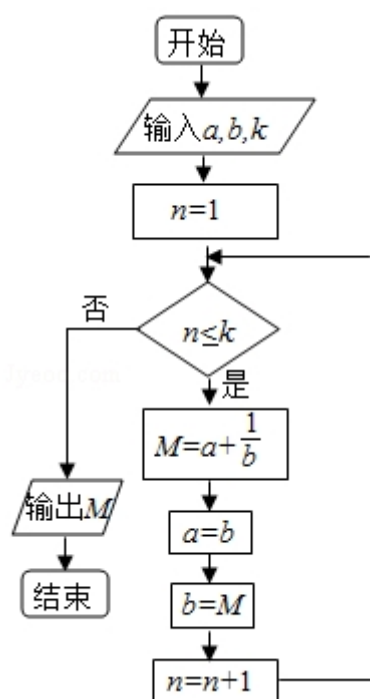 开始
输入a,b,k
n=1
n≤k
否
是
M=a+1/b
a=b
b=M
n=n+1
输出M
结束